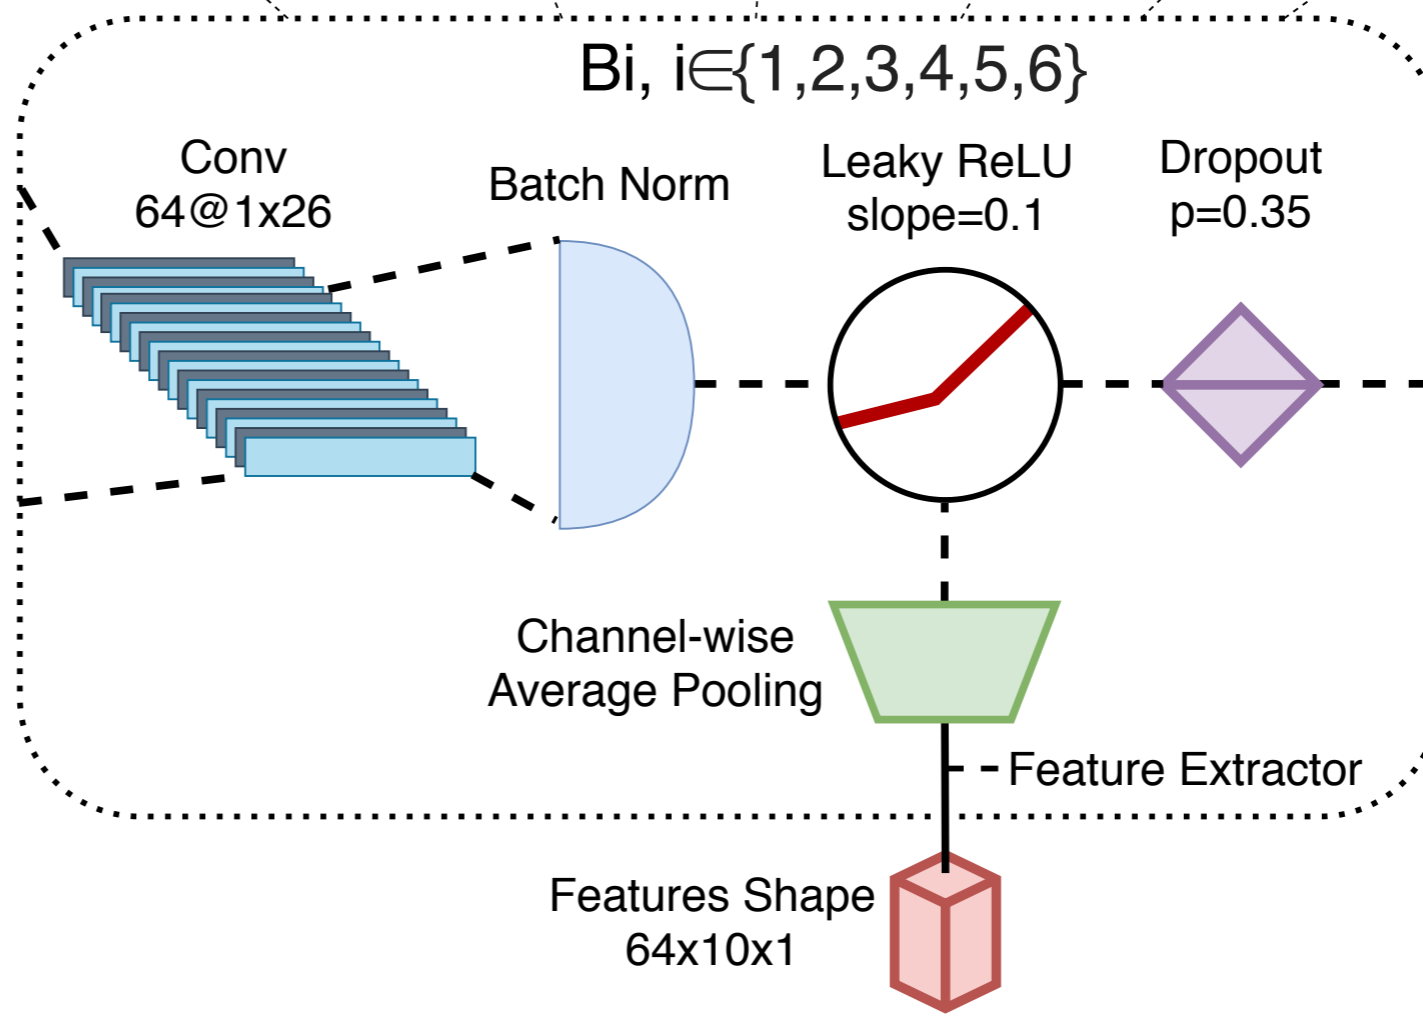 Bi, i∈{1,2,3,4,5,6}
Conv
64@1x26
Batch Norm
Leaky ReLU
slope=0.1
Dropout
p=0.35
Channel-wise
Average Pooling
Feature Extractor
Features Shape
64x10x1